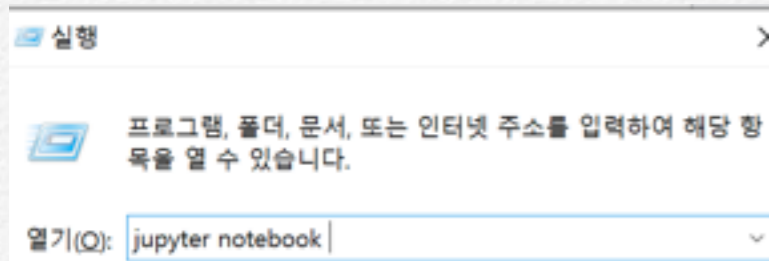 실행
프로그램, 폴더, 문서, 또는 인터넷 주소를 입력하여 해당 항
목을 열 수 있습니다.
열기(O): jupyter notebook